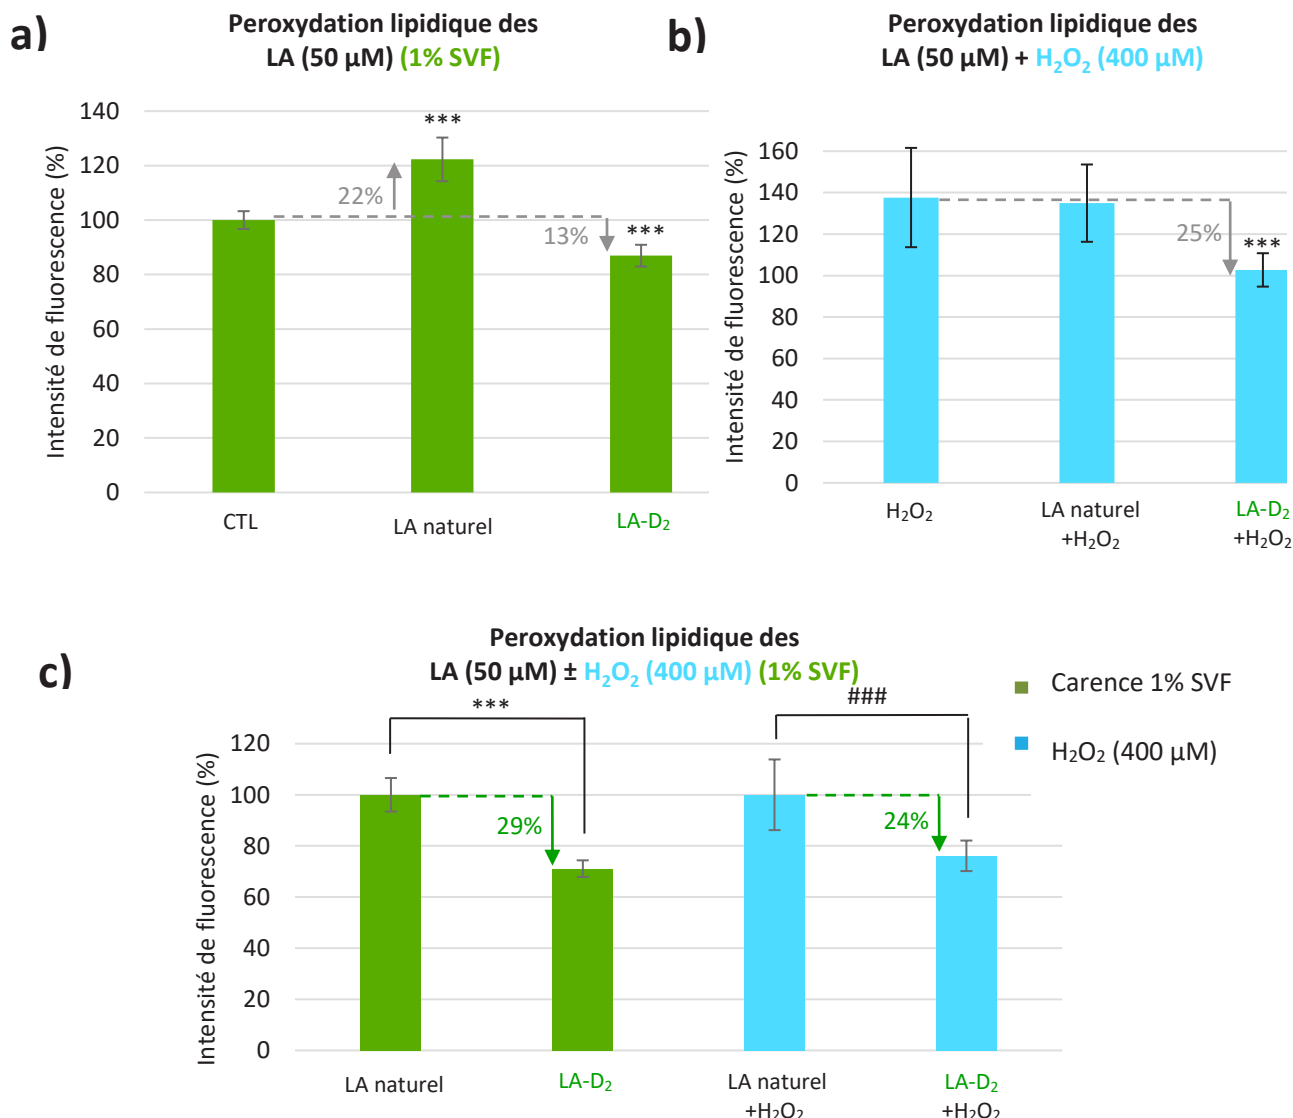 a)
Peroxydation lipidique des
LA (50 µM) (1% SVF)
Intensité de fluorescence (%)
140
120
100
80
60
40
20
0
***
22%
13%
***
CTL
LA naturel
LA-D₂
b)
Peroxydation lipidique des
LA (50 µM) + H₂O₂ (400 µM)
Intensité de fluorescence (%)
160
140
120
100
80
60
40
20
0
25%
***
H₂O₂
LA naturel
+H₂O₂
LA-D₂
+H₂O₂
c)
Peroxydation lipidique des
LA (50 µM) ± H₂O₂ (400 µM) (1% SVF)
Intensité de fluorescence (%)
120
100
80
60
40
20
0
***
29%
###
24%
LA naturel
LA-D₂
LA naturel
+H₂O₂
LA-D₂
+H₂O₂
Carence 1% SVF
H₂O₂ (400 µM)